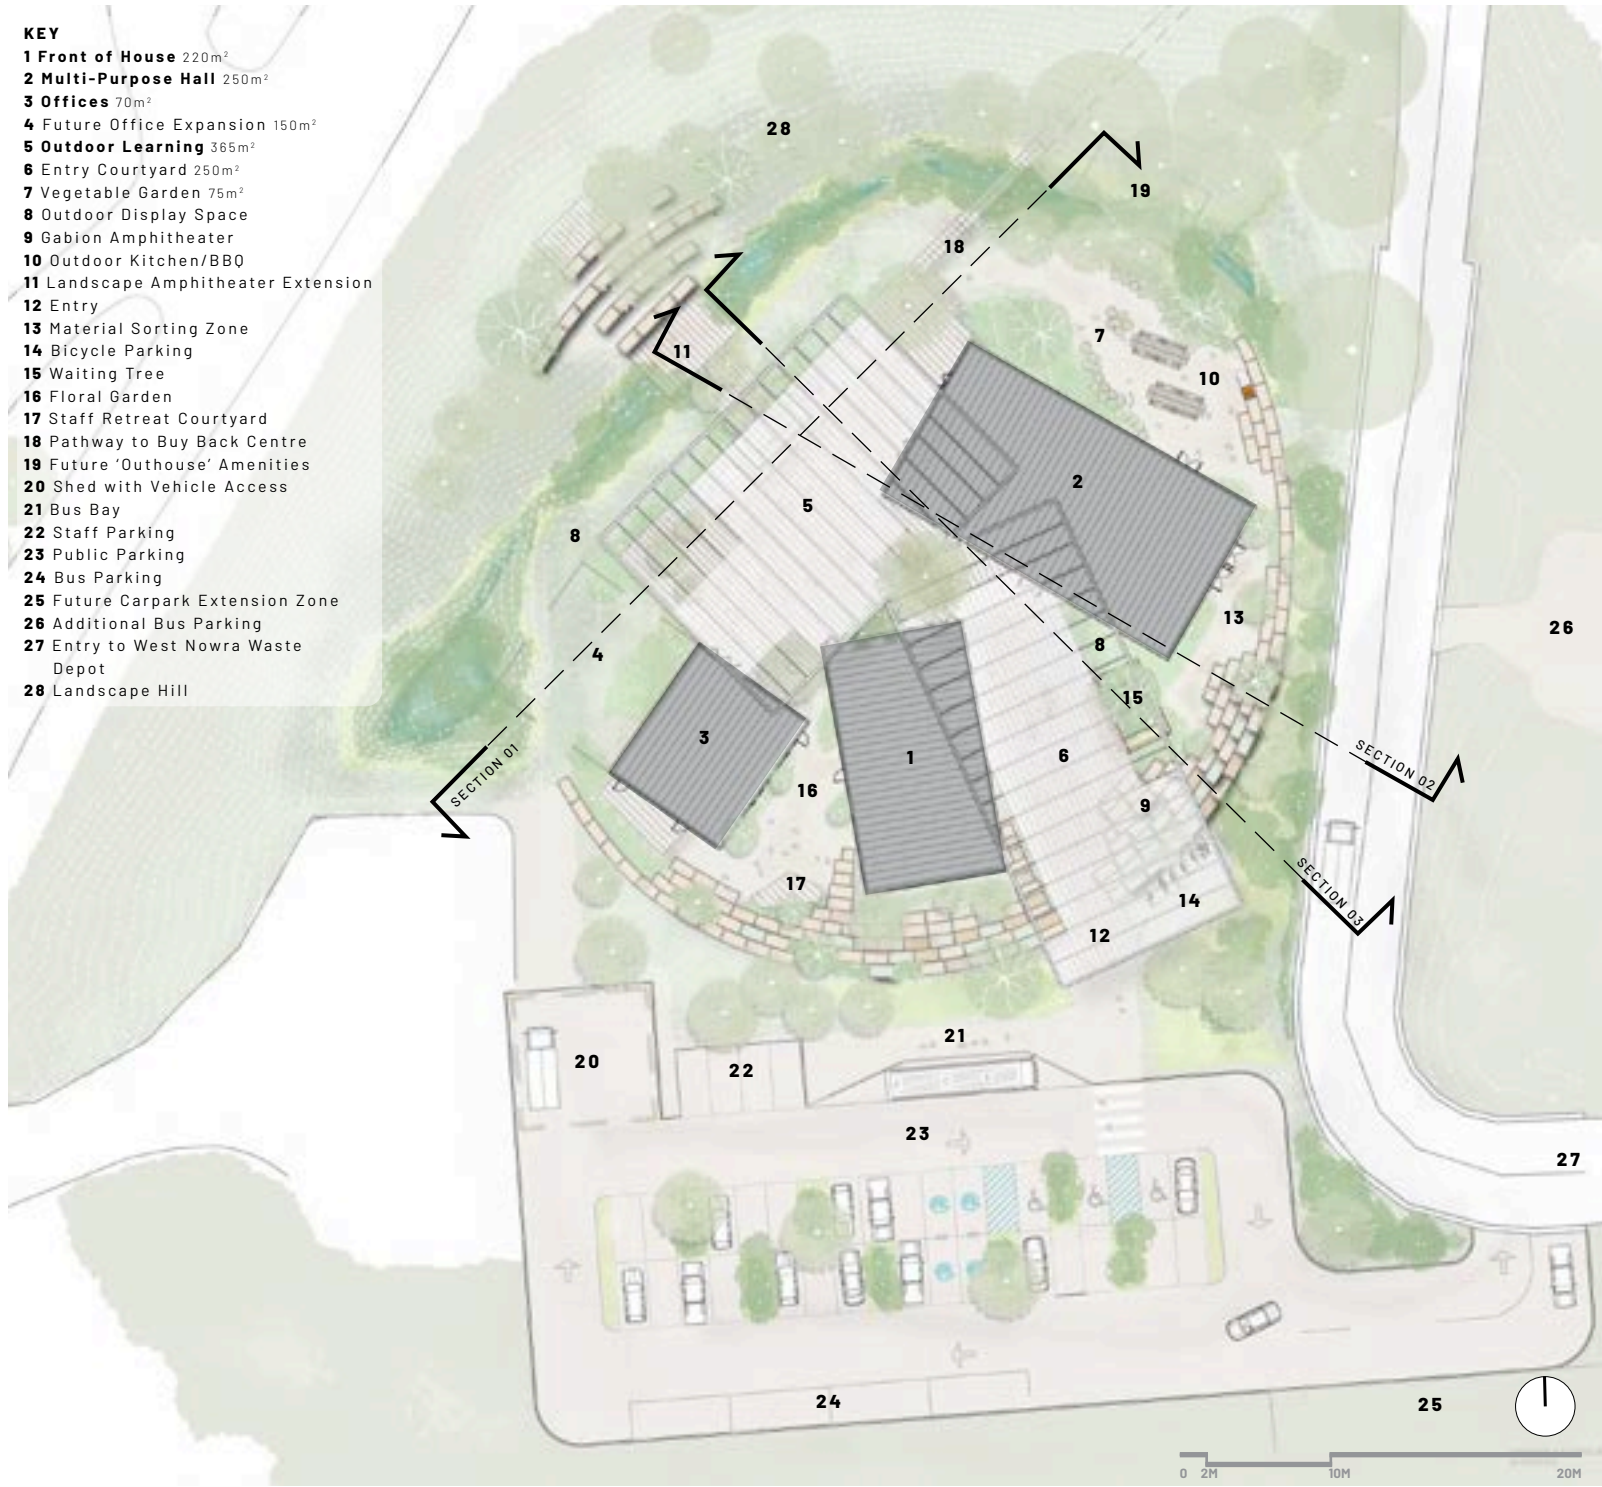 KEY
1 Front of House 220m²
2 Multi-Purpose Hall 250m²
3 Offices 70m²
4 Future Office Expansion 150m²
5 Outdoor Learning 365m²
6 Entry Courtyard 250m²
7 Vegetable Garden 75m²
8 Outdoor Display Space
9 Gabion Amphitheater
10 Outdoor Kitchen/BBQ
11 Landscape Amphitheater Extension
12 Entry
13 Material Sorting Zone
14 Bicycle Parking
15 Waiting Tree
16 Floral Garden
17 Staff Retreat Courtyard
18 Pathway to Buy Back Centre
19 Future ‘Outhouse’ Amenities
20 Shed with Vehicle Access
21 Bus Bay
22 Staff Parking
23 Public Parking
24 Bus Parking
25 Future Carpark Extension Zone
26 Additional Bus Parking
27 Entry to West Nowra Waste
Depot
28 Landscape Hill
28
19
18
7
11
10
2
5
8
13
26
8
4
15
3
1
6
SECTION 01
SECTION 02
16
9
17
14
SECTION 03
12
21
20
22
23
27
24
25
0 2M 10M 20M